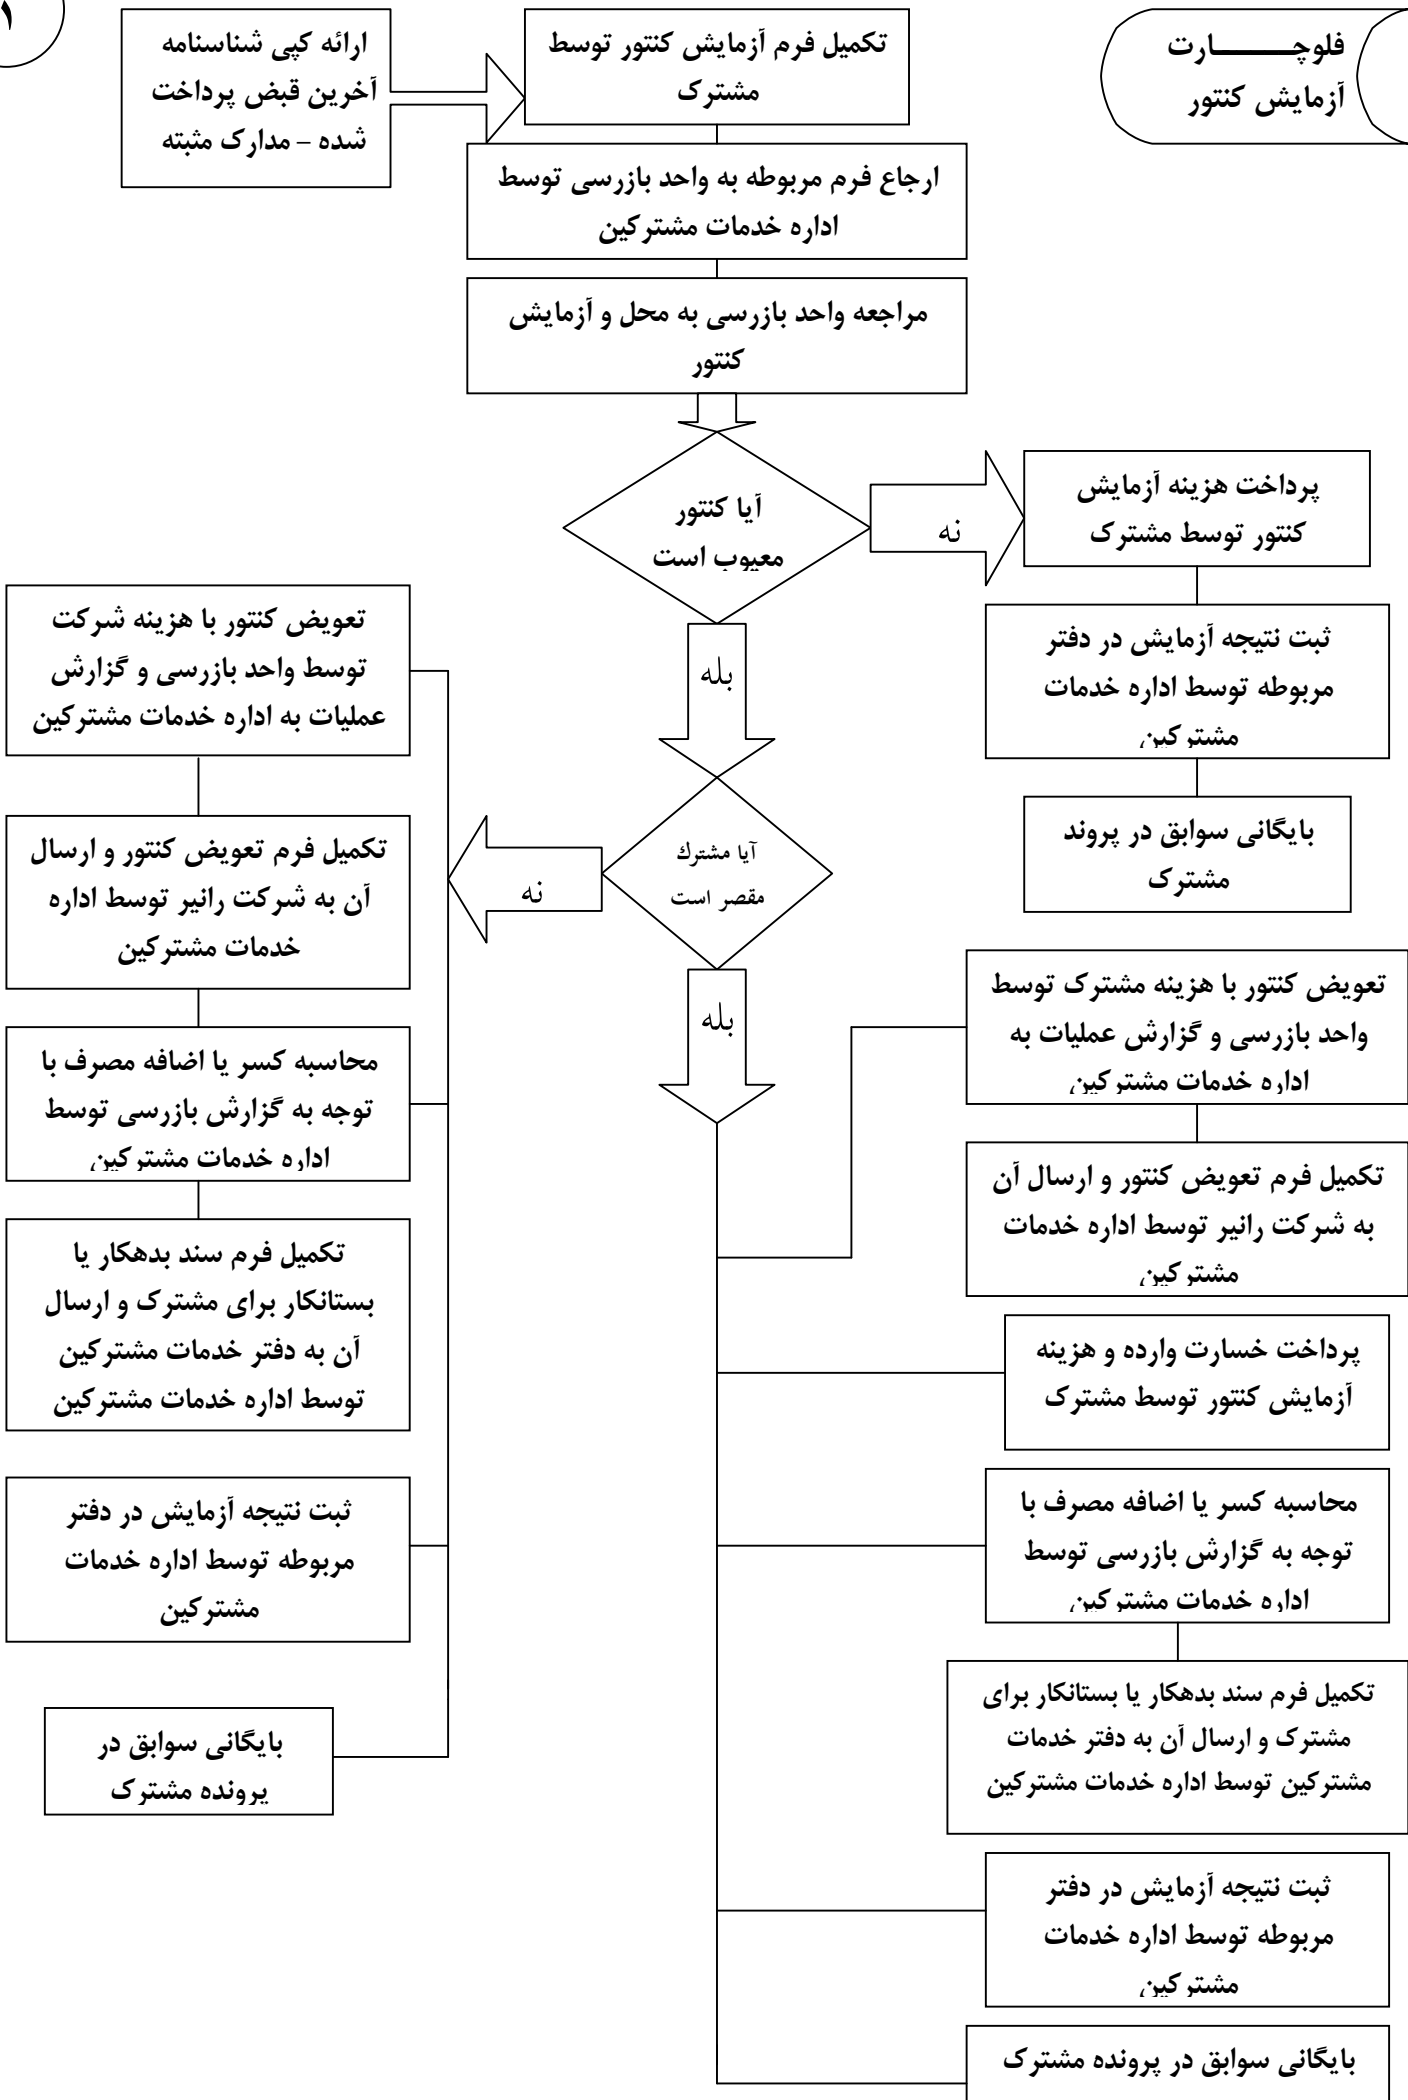 ۱
فلوچــــــارت
آزمایش کنتور
تکمیل فرم آزمایش کنتور توسط
مشترک
ارائه کپی شناسنامه
آخرین قبض پرداخت
شده – مدارک مثبته
ارجاع فرم مربوطه به واحد بازرسی توسط
اداره خدمات مشترکین
مراجعه واحد بازرسی به محل و آزمایش
کنتور
آیا کنتور
معیوب است
نه
پرداخت هزینه آزمایش
کنتور توسط مشترک
ثبت نتیجه آزمایش در دفتر
مربوطه توسط اداره خدمات
مشترکین
بایگانی سوابق در پروند
مشترک
بله
آیا مشترك
مقصر است
نه
تعویض کنتور با هزینه شرکت
توسط واحد بازرسی و گزارش
عملیات به اداره خدمات مشترکین
تکمیل فرم تعویض کنتور و ارسال
آن به شرکت رانیر توسط اداره
خدمات مشترکین
محاسبه کسر یا اضافه مصرف با
توجه به گزارش بازرسی توسط
اداره خدمات مشترکین
تکمیل فرم سند بدهکار یا
بستانکار برای مشترک و ارسال
آن به دفتر خدمات مشترکین
توسط اداره خدمات مشترکین
ثبت نتیجه آزمایش در دفتر
مربوطه توسط اداره خدمات
مشترکین
بایگانی سوابق در
پرونده مشترک
بله
تعویض کنتور با هزینه مشترک توسط
واحد بازرسی و گزارش عملیات به
اداره خدمات مشترکین
تکمیل فرم تعویض کنتور و ارسال آن
به شرکت رانیر توسط اداره خدمات
مشترکین
پرداخت خسارت وارده و هزینه
آزمایش کنتور توسط مشترک
محاسبه کسر یا اضافه مصرف با
توجه به گزارش بازرسی توسط
اداره خدمات مشترکین
تکمیل فرم سند بدهکار یا بستانکار برای
مشترک و ارسال آن به دفتر خدمات
مشترکین توسط اداره خدمات مشترکین
ثبت نتیجه آزمایش در دفتر
مربوطه توسط اداره خدمات
مشترکین
بایگانی سوابق در پرونده مشترک